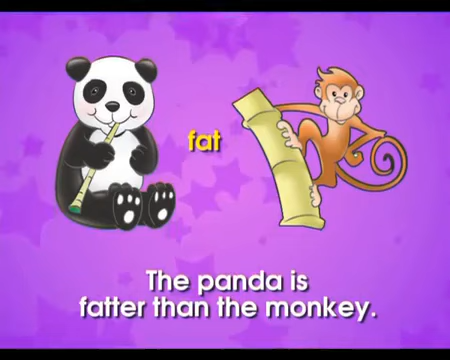 fat
The panda is
fatter than the monkey.